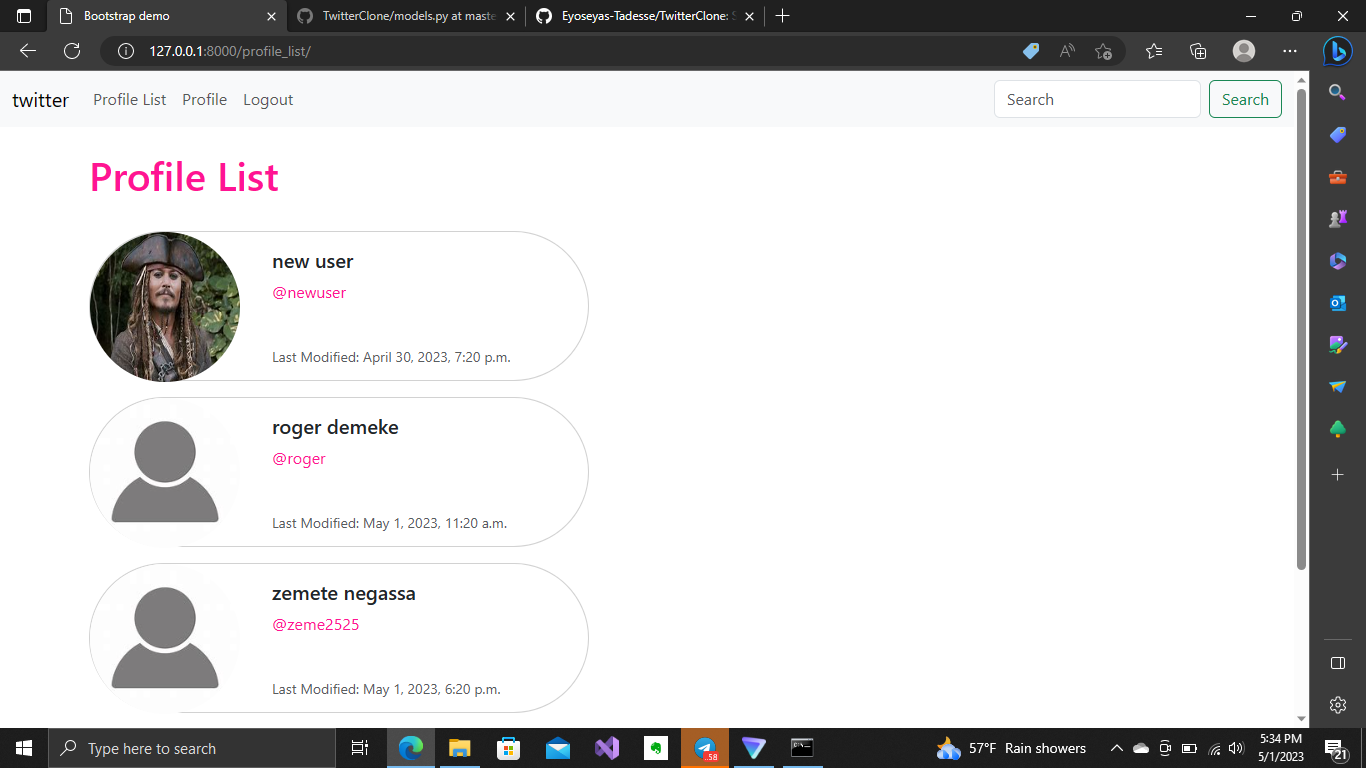 Bootstrap demo
TwitterClone/models.py at maste
Eyoseyas-Tadesse/TwitterClone: S
127.0.0.1:8000/profile_list/
twitter Profile List Profile Logout Search Search
Profile List
new user
@newuser
Last Modified: April 30, 2023, 7:20 p.m.
roger demeke
@roger
Last Modified: May 1, 2023, 11:20 a.m.
zemete negassa
@zeme2525
Last Modified: May 1, 2023, 6:20 p.m.
Type here to search
.58
57°F Rain showers
5:34 PM
5/1/2023
21